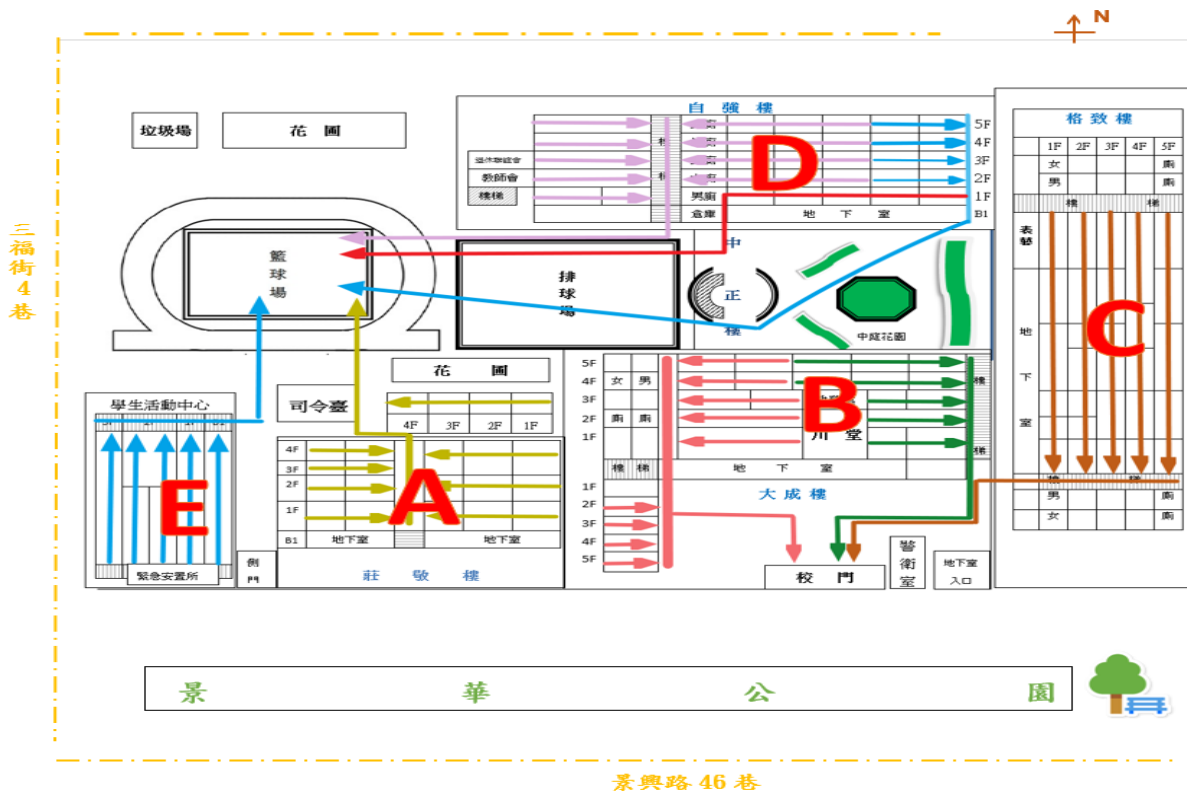 N
自強樓
垃圾場
花圃
5F
4F
3F
2F
1F
B1
退休聯誼會
教師會
樓梯
男廁
倉庫
地下室
D
格致樓
1F 2F 3F 4F 5F
女 廁
男 廁
樓 梯
表藝
地下室
C
男 廁
女 廁
三福街4巷
籃球場
排球場
中正樓
中庭花園
花圃
司令臺
4F 3F 2F 1F
學生活動中心
E
緊急安置所
側門
4F
3F
2F
1F
B1
地下室
地下室
A
莊敬樓
5F
4F 女 男
3F
2F 廁 廁
1F
樓梯
地下室
川堂
B
樓
梯
大成樓
1F
2F
3F
4F
5F
校門
警衛室
地下室入口
景華公園
景興路46巷